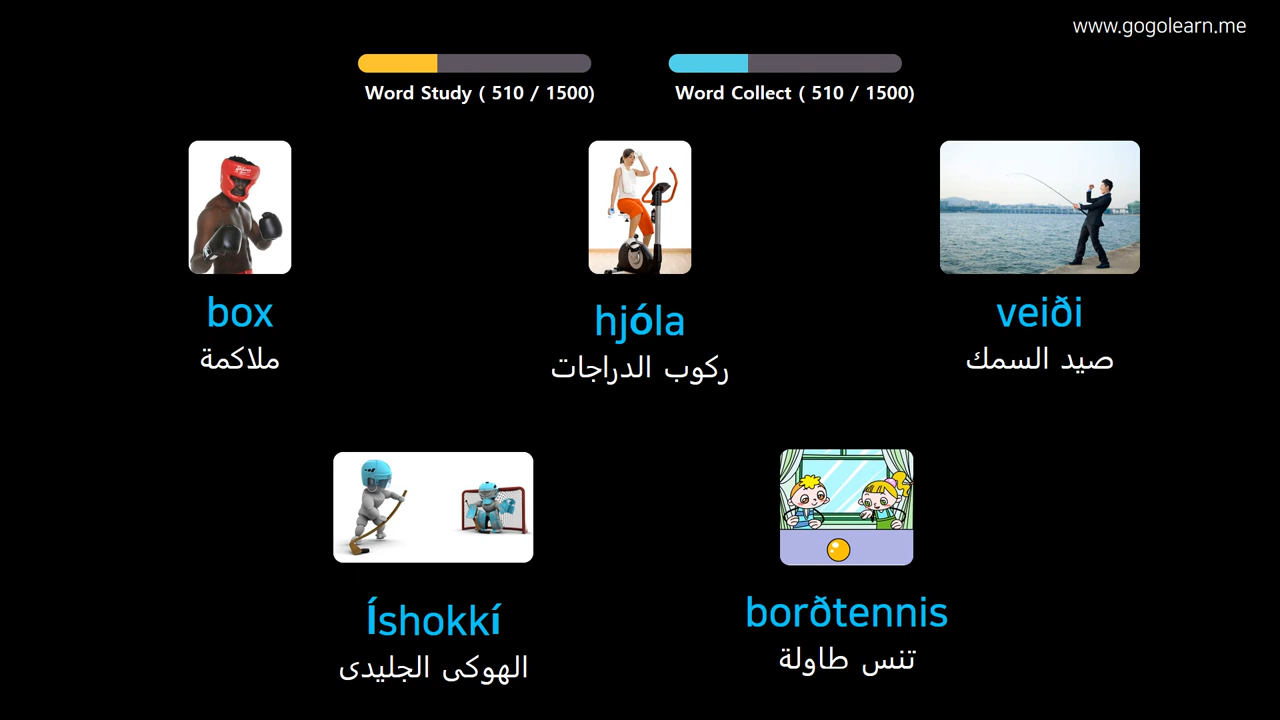 www.gogolearn.me
Word Study ( 510 / 1500)
Word Collect ( 510 / 1500)
box
ملاكمة
hjóla
ركوب الدراجات
veiði
صيد السمك
Íshokkí
الهوكى الجليدى
borðtennis
تنس طاولة